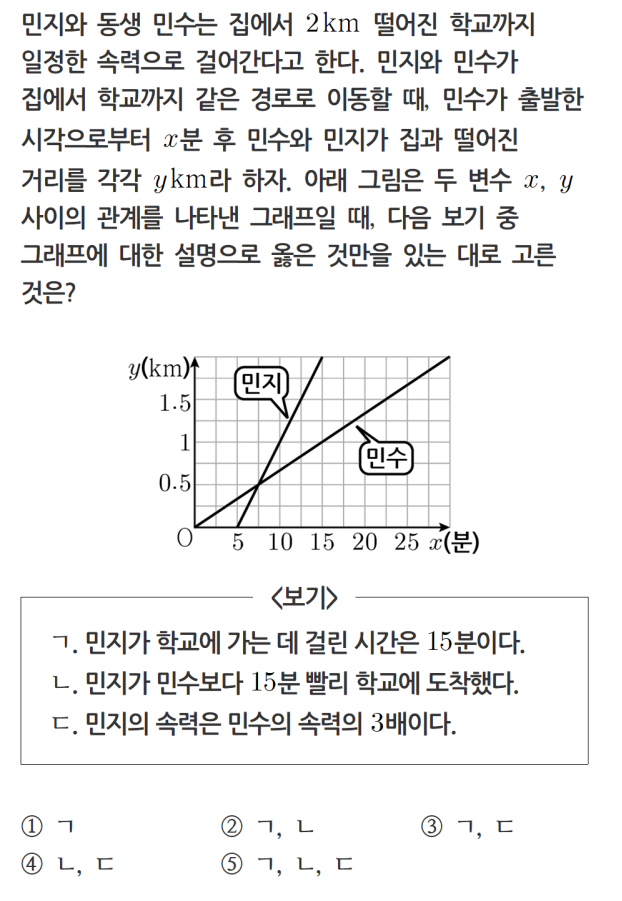 민지와 동생 민수는 집에서 2km 떨어진 학교까지
일정한 속력으로 걸어간다고 한다. 민지와 민수가
집에서 학교까지 같은 경로로 이동할 때, 민수가 출발한
시각으로부터 x분 후 민수와 민지가 집과 떨어진
거리를 각각 y km라 하자. 아래 그림은 두 변수 x, y
사이의 관계를 나타낸 그래프일 때, 다음 보기 중
그래프에 대한 설명으로 옳은 것만을 있는 대로 고른
것은?
y(km)
민지
1.5
1
민수
0.5
O 5 10 15 20 25 x(분)
<보기>
ㄱ. 민지가 학교에 가는 데 걸린 시간은 15분이다.
ㄴ. 민지가 민수보다 15분 빨리 학교에 도착했다.
ㄷ. 민지의 속력은 민수의 속력의 3배이다.
① ㄱ ② ㄱ, ㄴ ③ ㄱ, ㄷ
④ ㄴ, ㄷ ⑤ ㄱ, ㄴ, ㄷ